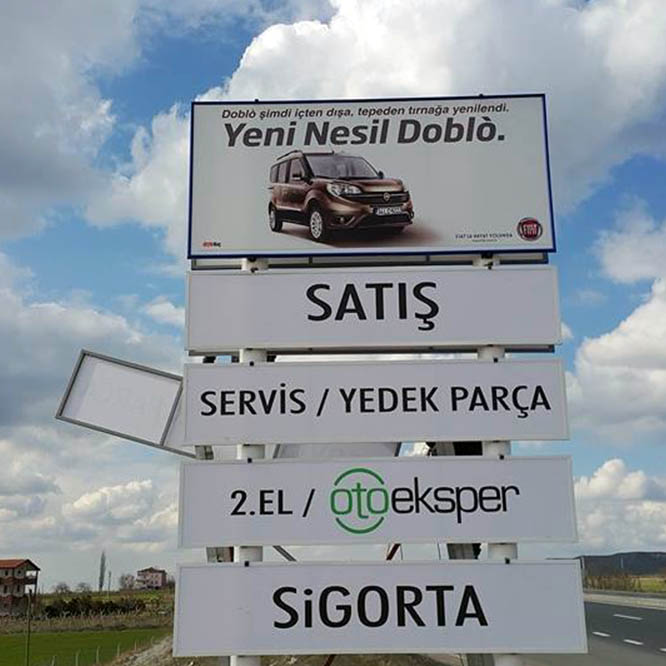 Doblò şimdi içten dışa, tepeden tırnağa yenilendi.
Yeni Nesil Doblò.
FIAT
SATIŞ
SERVİS / YEDEK PARÇA
2.EL / otoeksper
SiGORTA